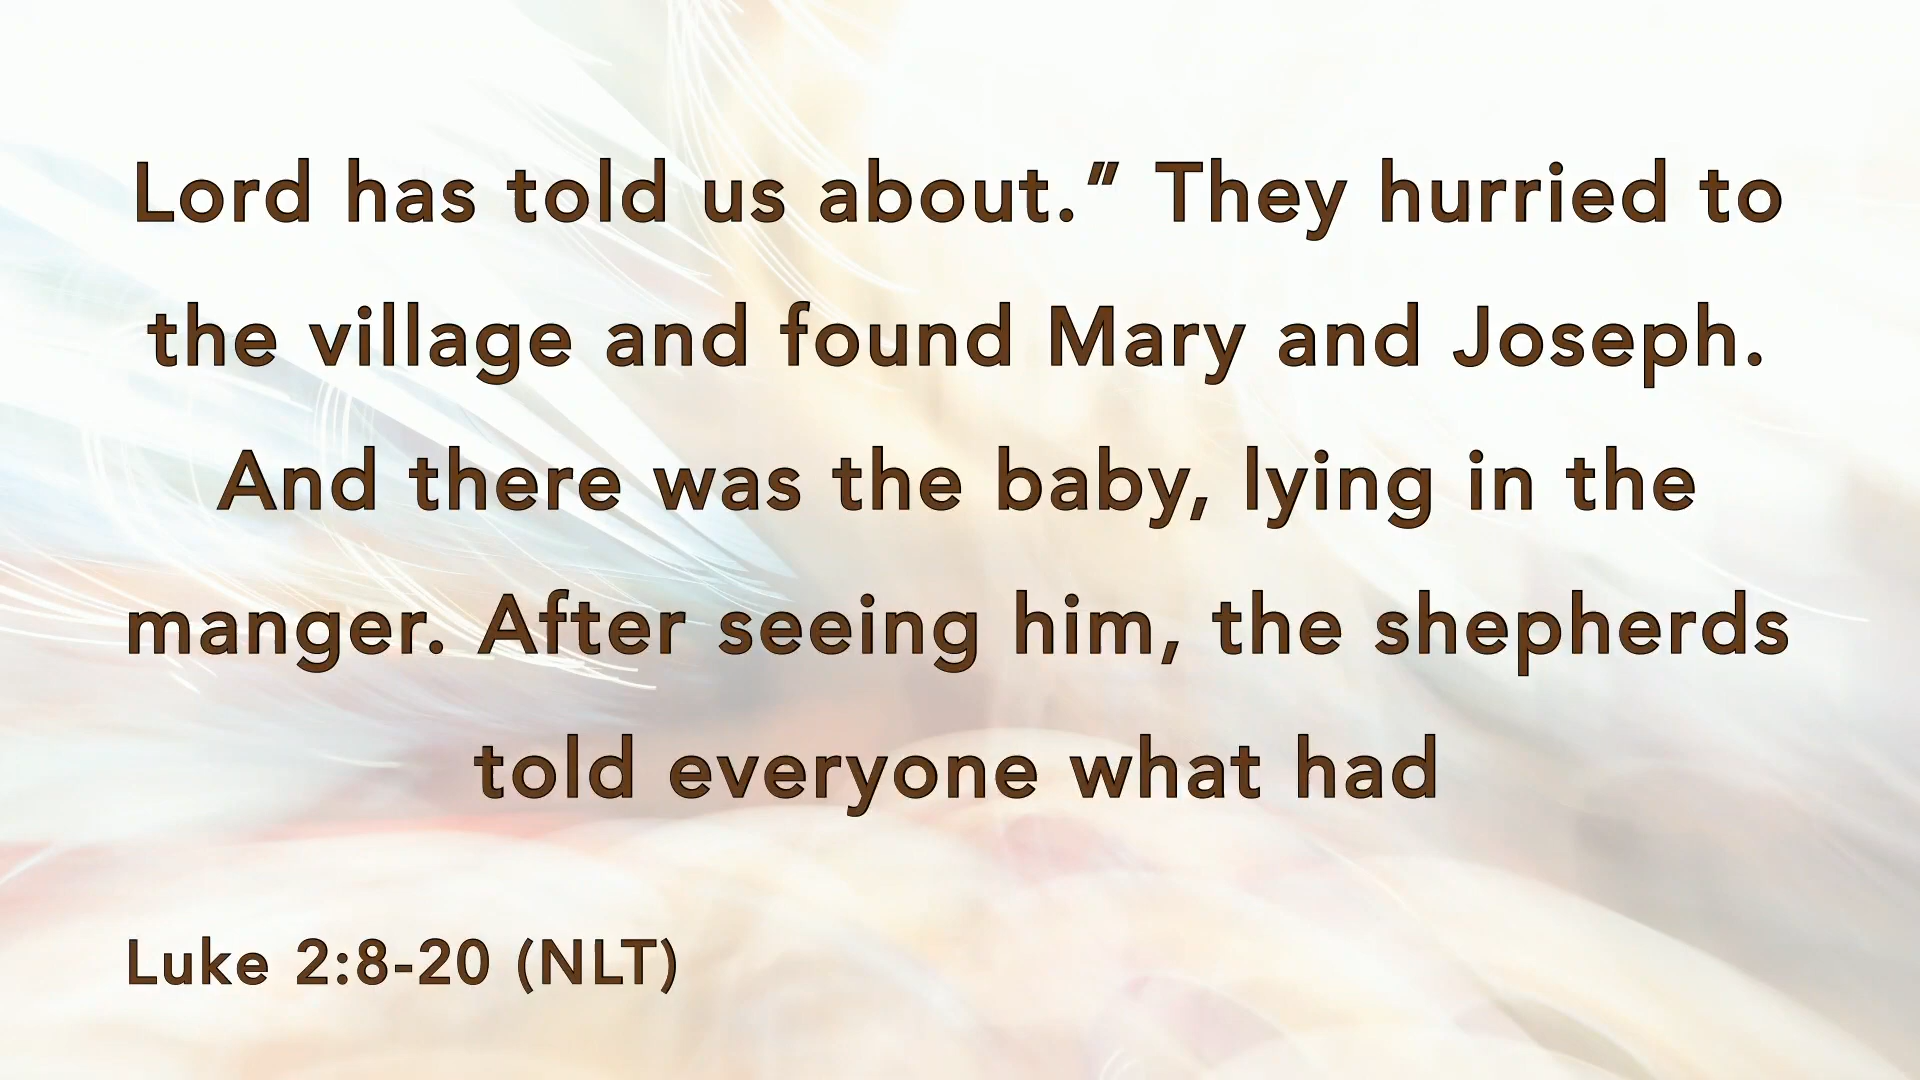 Lord has told us about.” They hurried to
the village and found Mary and Joseph.
And there was the baby, lying in the
manger. After seeing him, the shepherds
told everyone what had
Luke 2:8-20 (NLT)